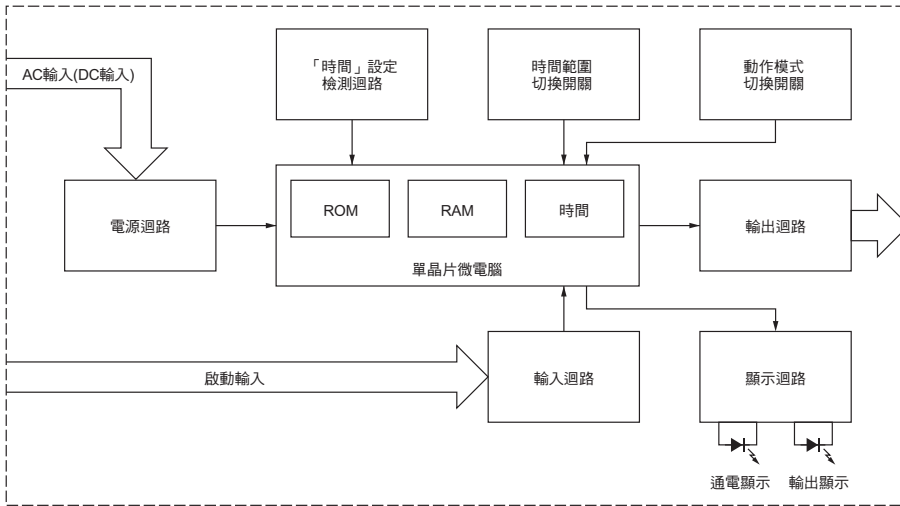 AC輸入(DC輸入)
「時間」設定
檢測迴路
時間範圍
切換開關
動作模式
切換開關
電源迴路
ROM
RAM
時間
單晶片微電腦
輸出迴路
啟動輸入
輸入迴路
顯示迴路
通電顯示
輸出顯示